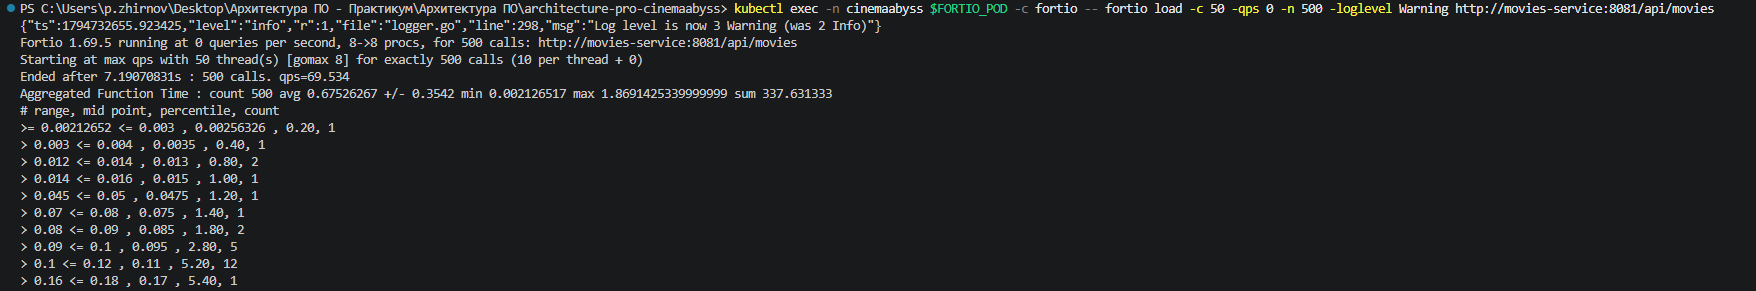 PS C:\Users\p.zhirnov\Desktop\Архитектура ПО - Практикум\Архитектура ПО\architecture-pro-cinemaabyss> kubectl exec -n cinemaabyss $FORTIO_POD -c fortio -- fortio load -c 50 -qps 0 -n 500 -loglevel Warning http://movies-service:8081/api/movies
{"ts":1794732655.923425,"level":"info","r":1,"file":"logger.go","line":298,"msg":"Log level is now 3 Warning (was 2 Info)"}
Fortio 1.69.5 running at 0 queries per second, 8->8 procs, for 500 calls: http://movies-service:8081/api/movies
Starting at max qps with 50 thread(s) [gomax 8] for exactly 500 calls (10 per thread + 0)
Ended after 7.19070831s : 500 calls. qps=69.534
Aggregated Function Time : count 500 avg 0.67526267 +/- 0.3542 min 0.002126517 max 1.8691425339999999 sum 337.631333
# range, mid point, percentile, count
>= 0.00212652 <= 0.003 , 0.00256326 , 0.20, 1
> 0.003 <= 0.004 , 0.0035 , 0.40, 1
> 0.012 <= 0.014 , 0.013 , 0.80, 2
> 0.014 <= 0.016 , 0.015 , 1.00, 1
> 0.045 <= 0.05 , 0.0475 , 1.20, 1
> 0.07 <= 0.08 , 0.075 , 1.40, 1
> 0.08 <= 0.09 , 0.085 , 1.80, 2
> 0.09 <= 0.1 , 0.095 , 2.80, 5
> 0.1 <= 0.12 , 0.11 , 5.20, 12
> 0.16 <= 0.18 , 0.17 , 5.40, 1